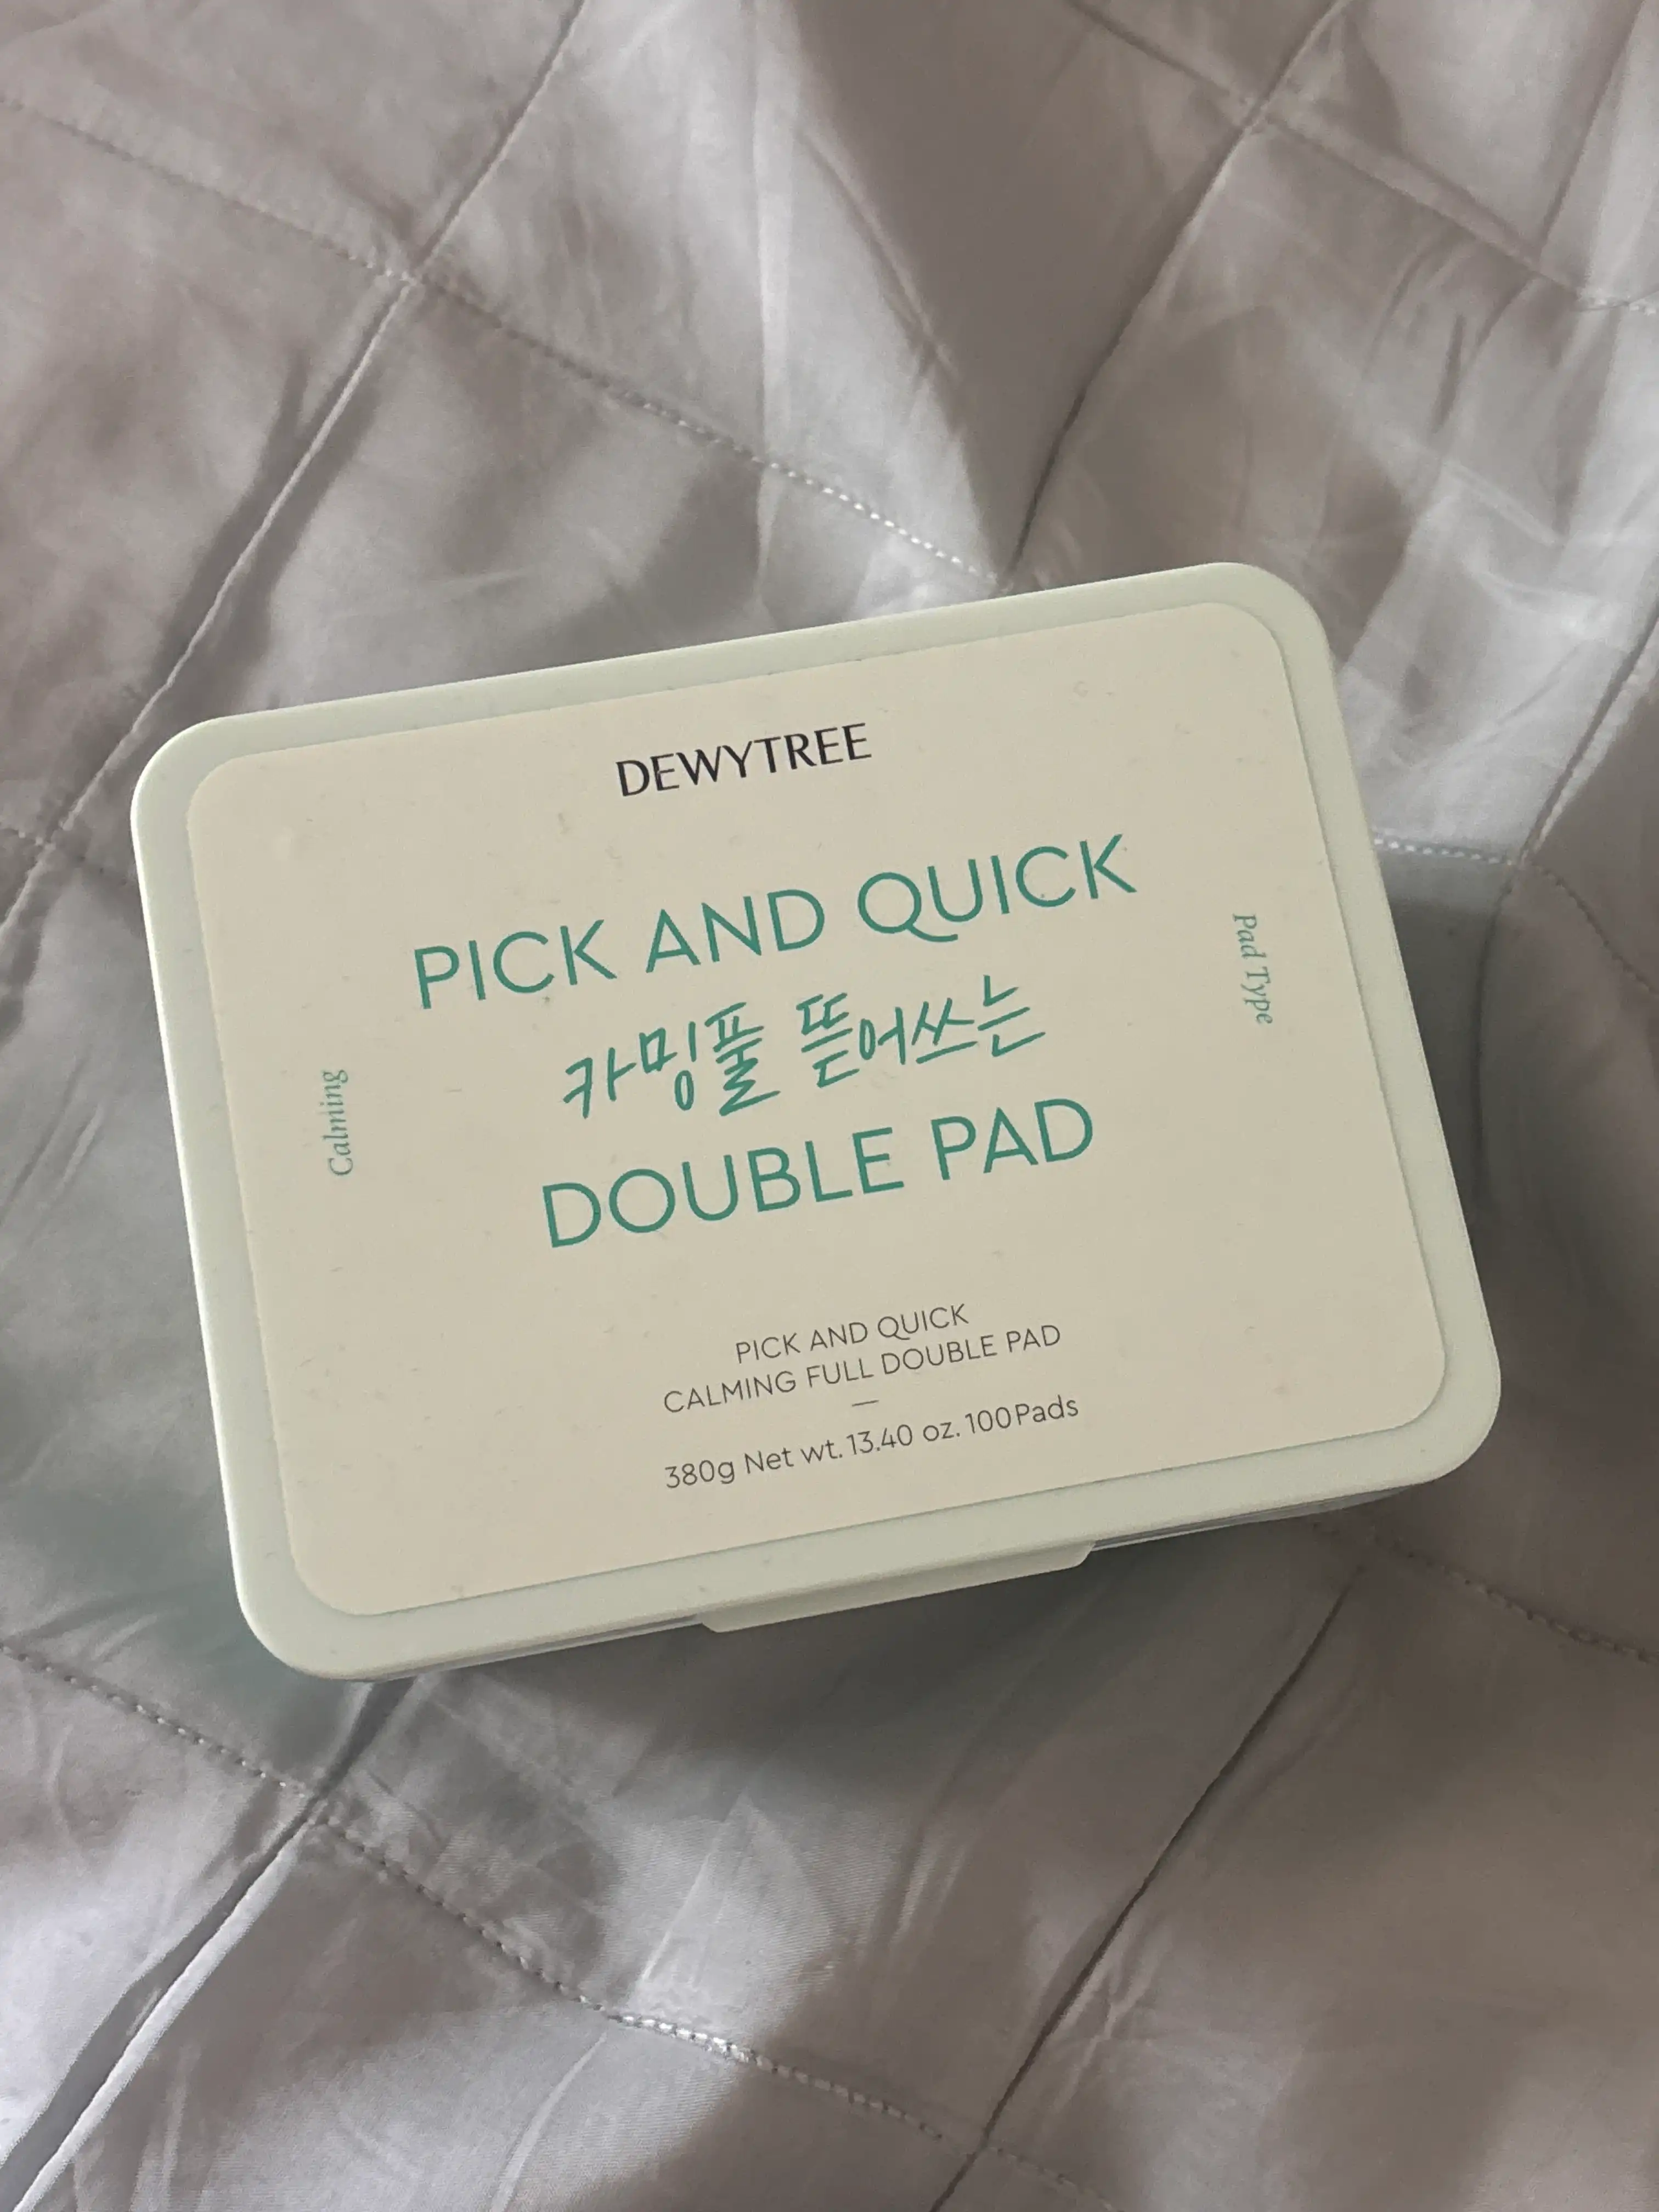 DEWYTREE
PICK AND QUICK
카밍풀 뜯어쓰는
DOUBLE PAD
Calming
Pad Type
PICK AND QUICK
CALMING FULL DOUBLE PAD
380g Net wt. 13.40 oz. 100Pads